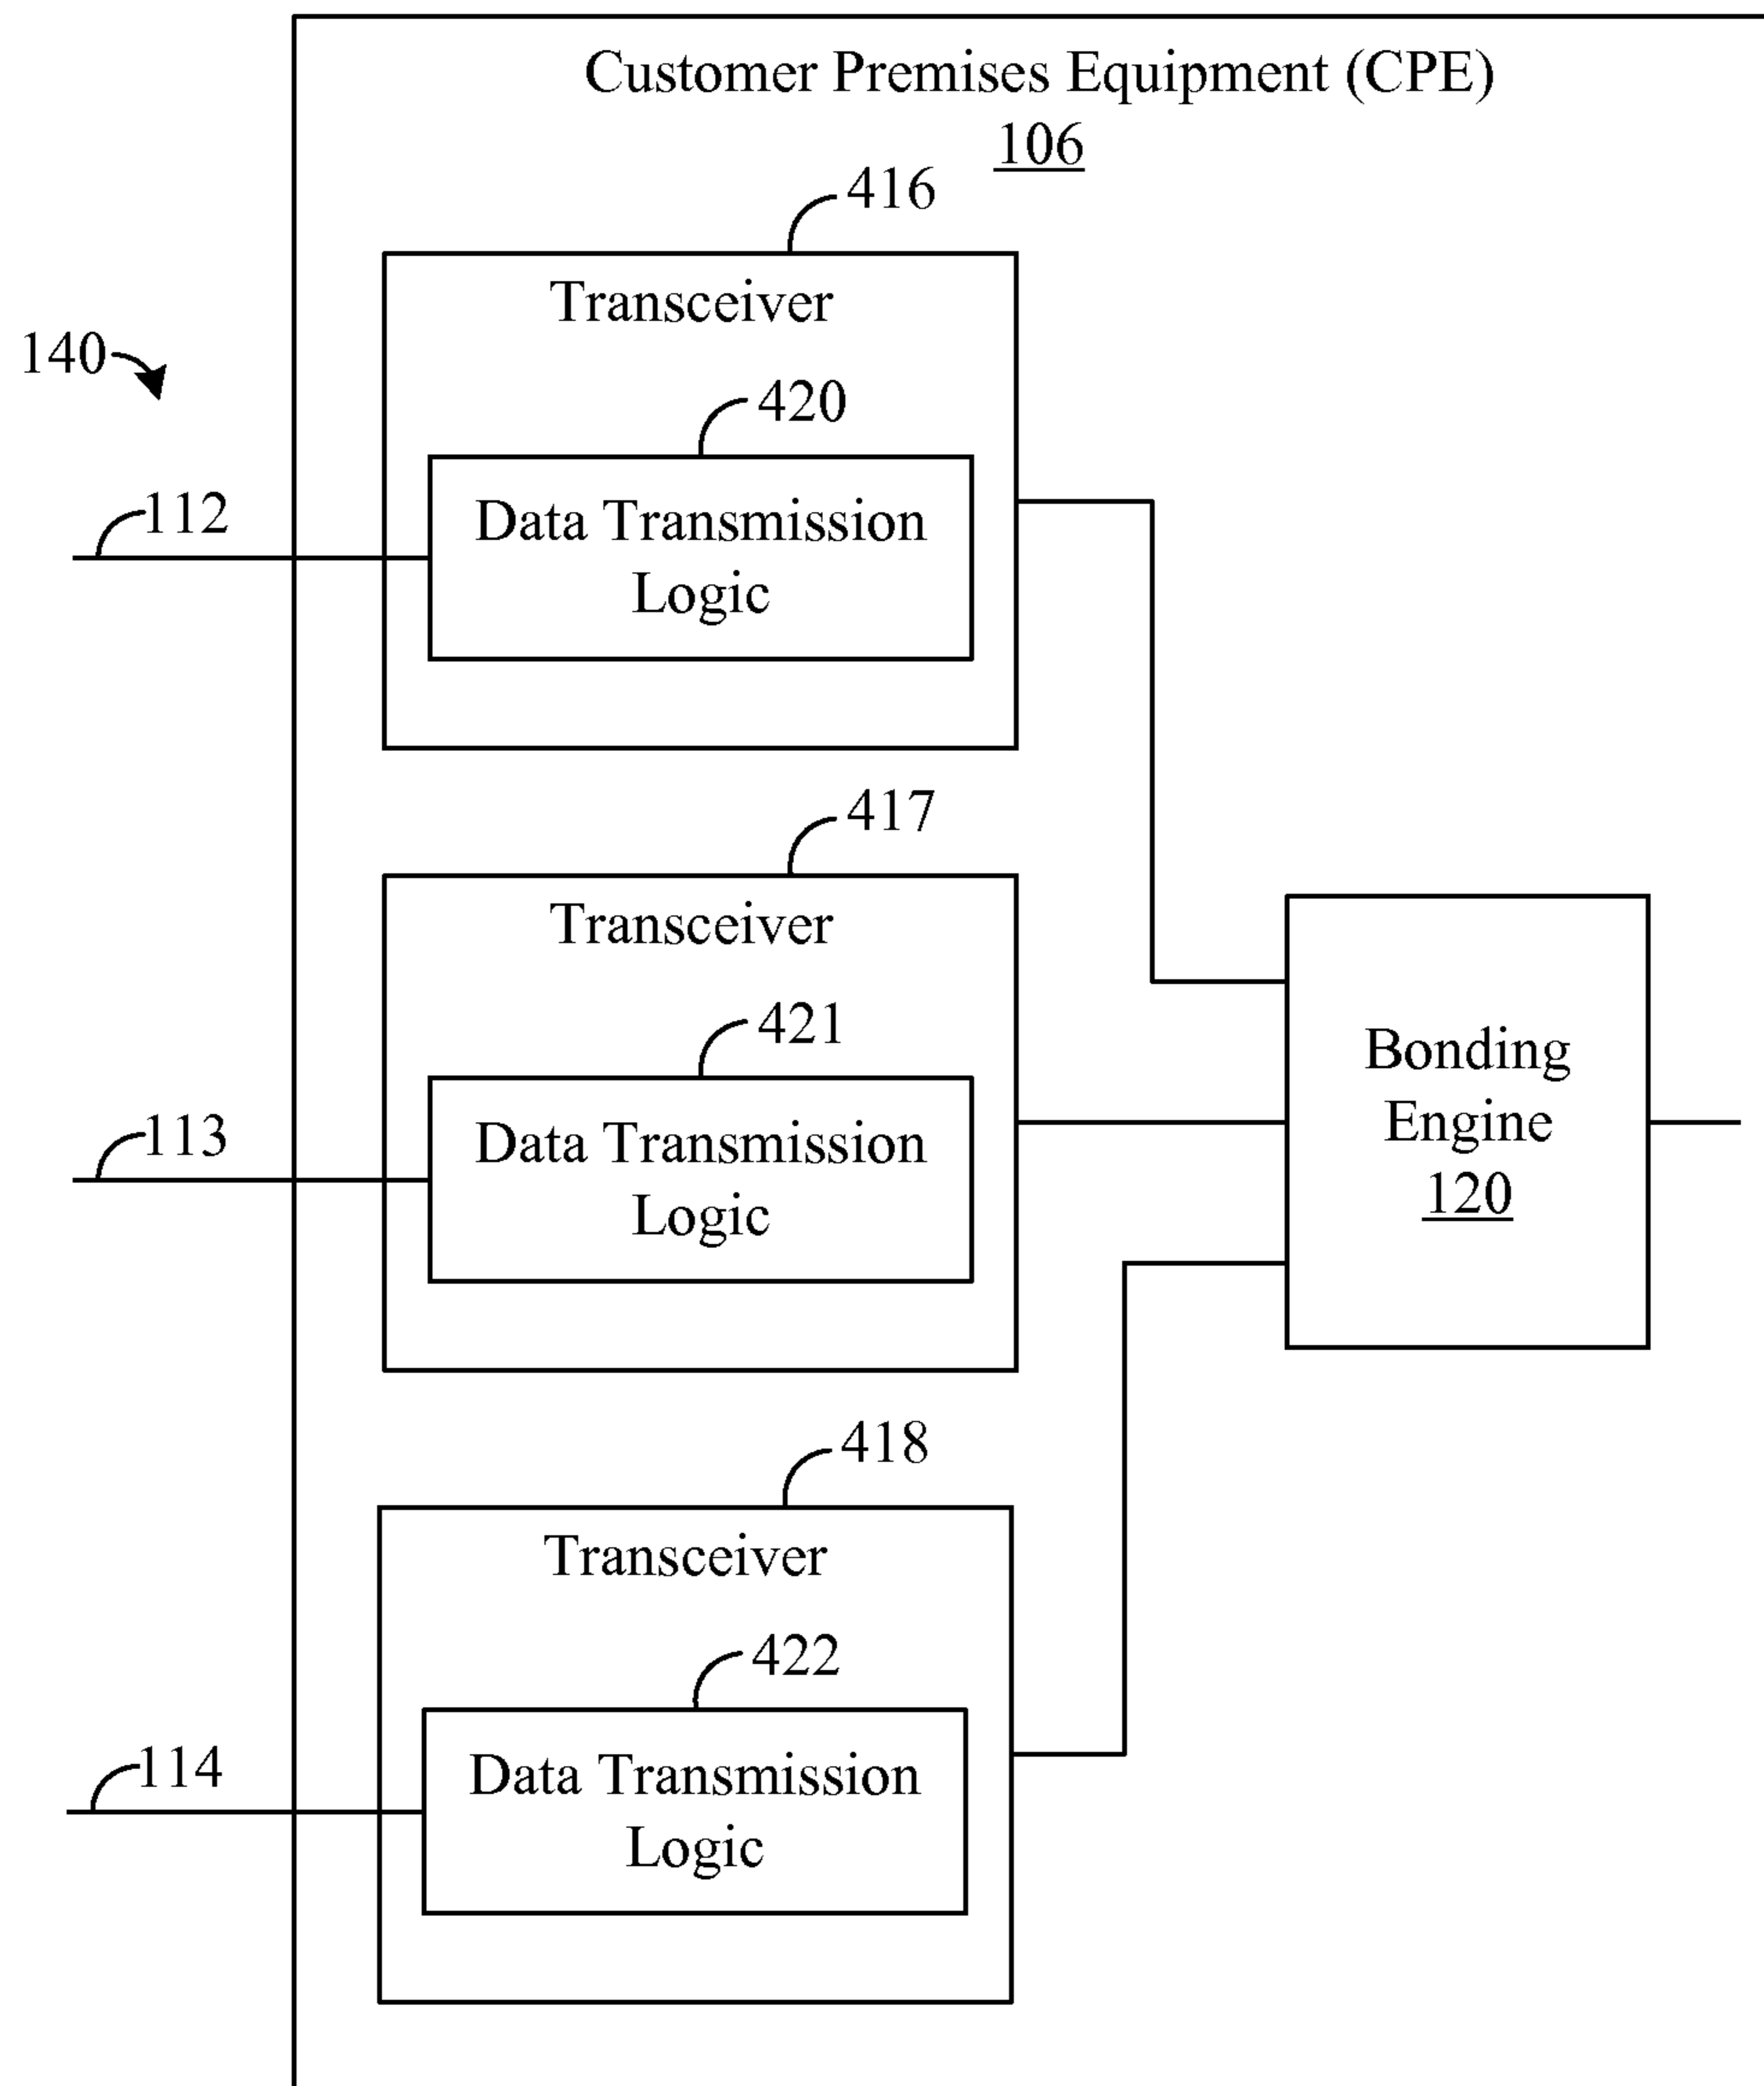 Customer Premises Equipment (CPE)
106
416
Transceiver
140
420
112
Data Transmission
Logic
417
Transceiver
421
113
Data Transmission
Logic
Bonding
Engine
120
418
Transceiver
422
114
Data Transmission
Logic